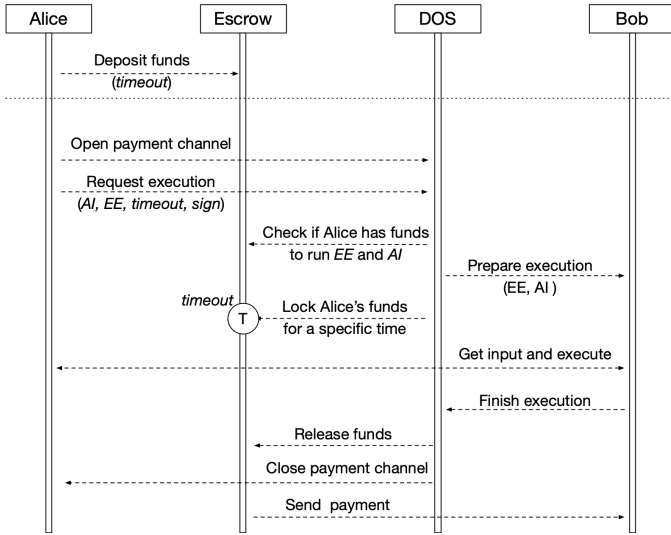 Alice
Escrow
DOS
Bob
Deposit funds
(timeout)
Open payment channel
Request execution
(AI, EE, timeout, sign)
Check if Alice has funds
to run EE and AI
Prepare execution
(EE, AI )
timeout
T
Lock Alice's funds
for a specific time
Get input and execute
Finish execution
Release funds
Close payment channel
Send payment